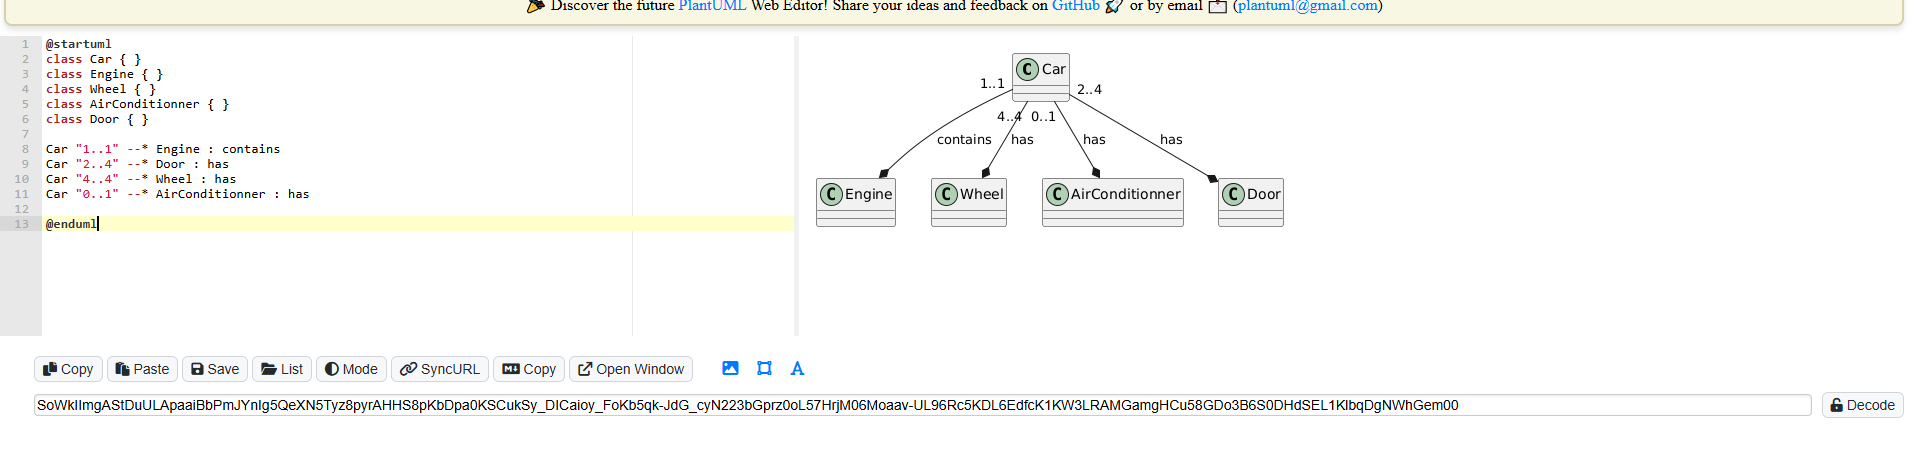 Discover the future PlantUML Web Editor! Share your ideas and feedback on GitHub 🚀 or by email (plantuml@gmail.com)
1 @startuml
2 class Car { }
3 class Engine { }
4 class Wheel { }
5 class AirConditionner { }
6 class Door { }
7
8 Car "1..1" --* Engine : contains
9 Car "2..4" --* Door : has
10 Car "4..4" --* Wheel : has
11 Car "0..1" --* AirConditionner : has
12
13 @enduml
C Car
1..1 2..4
4..4 0..1
contains has has has
C Engine C Wheel C AirConditionner C Door
Copy Paste Save List Mode SyncURL Copy Open Window A
SoWkIImgAStDuULApaaiBbPmJYnIg5QeXN5Tyz8pyrAHHS8pKbDpa0KSCukSy_DICaioy_FoKb5qk-JdG_cyN223bGprz0oL57HrjM06Moaav-UL96Rc5KDL6EdfcK1KW3LRAMGamgHCu58GDo3B6S0DHdSEL1KIbqDgNWhGem00 Decode